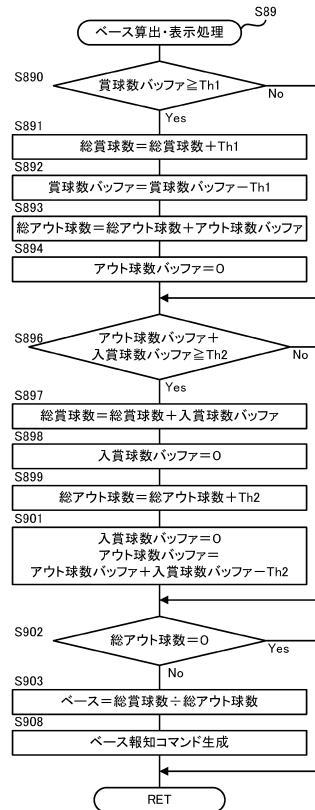 S89
ベース算出・表示処理
S890
賞球数バッファ≧Th1
No
Yes
S891
総賞球数＝総賞球数＋Th1
S892
賞球数バッファ＝賞球数バッファ－Th1
S893
総アウト球数＝総アウト球数＋アウト球数バッファ
S894
アウト球数バッファ＝0
S896
アウト球数バッファ＋
入賞球数バッファ≧Th2
No
Yes
S897
総賞球数＝総賞球数＋入賞球数バッファ
S898
入賞球数バッファ＝0
S899
総アウト球数＝総アウト球数＋Th2
S901
入賞球数バッファ＝0
アウト球数バッファ＝
アウト球数バッファ＋入賞球数バッファ－Th2
S902
総アウト球数＝0
Yes
No
S903
ベース＝総賞球数÷総アウト球数
S908
ベース報知コマンド生成
RET